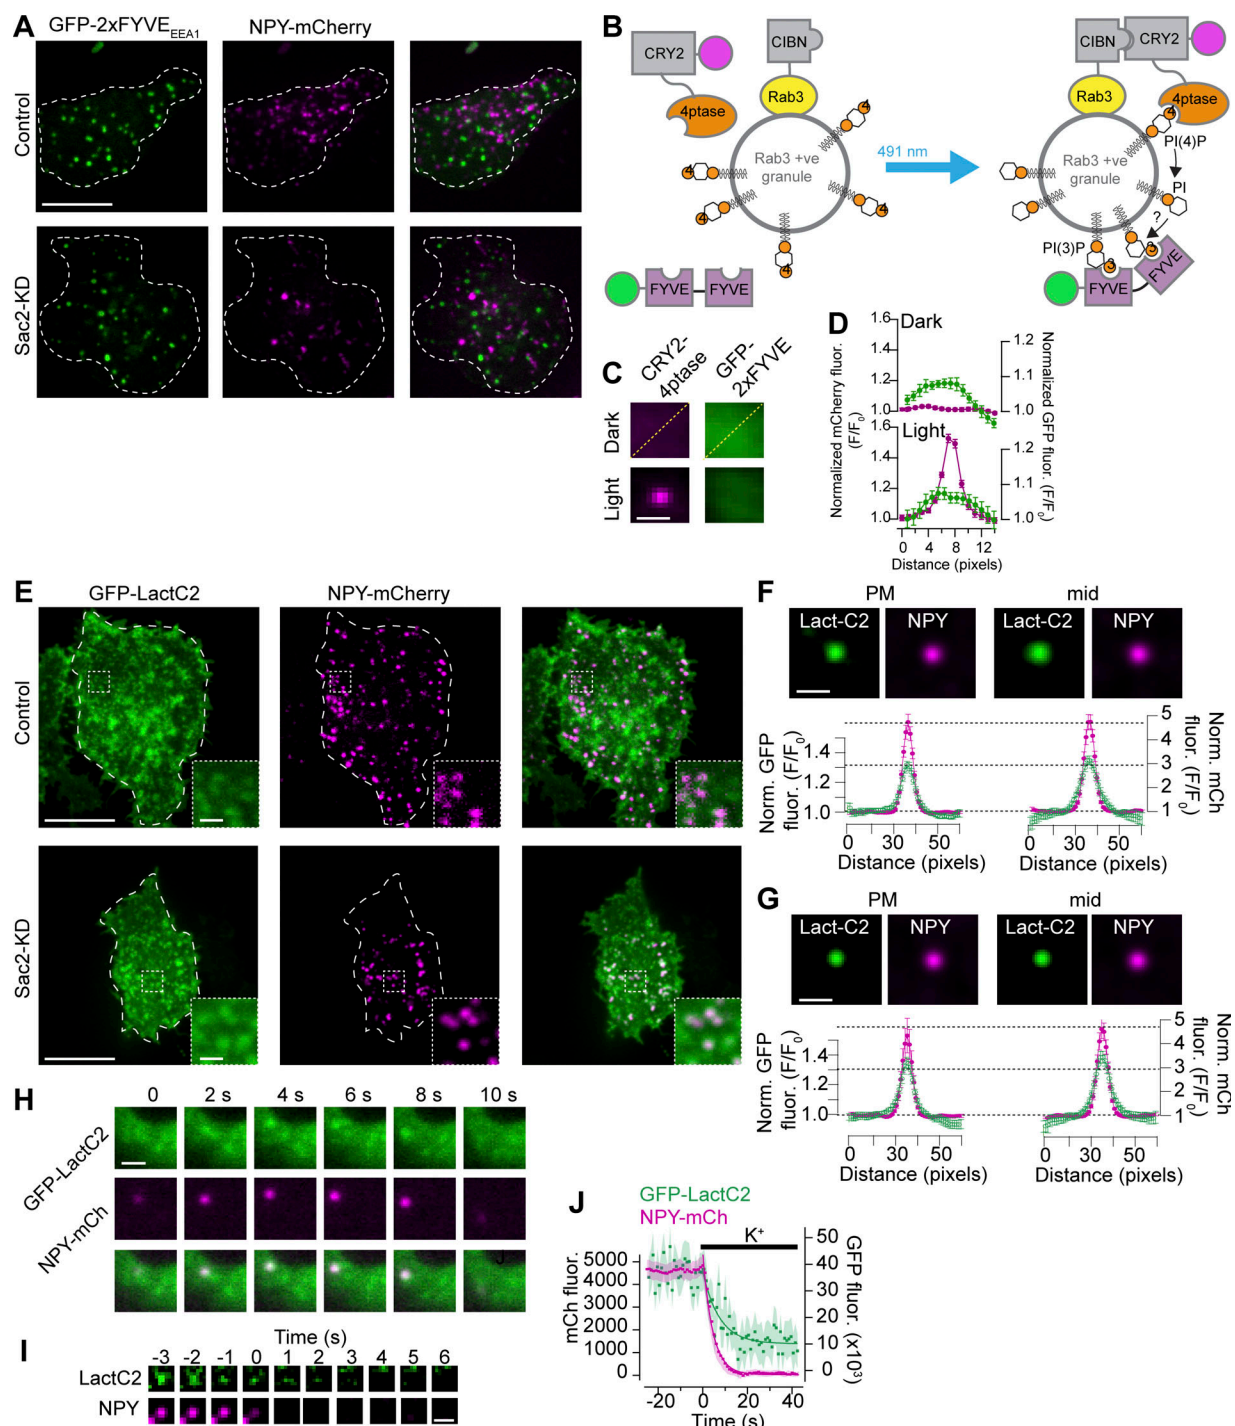 A
GFP-2xFYVE_EEA1 NPY-mCherry
Control
Sac2-KD
B
CRY2
4ptase
CIBN
Rab3
Rab3 +ve
granule
4
4
4
4
4
FYVE
FYVE
491 nm
CIBN
CRY2
Rab3
4ptase
4
PI(4)P
Rab3 +ve
granule
PI
?
PI(3)P
3
3
FYVE
FYVE
C
CRY2-
4ptase
GFP-
2xFYVE
Dark
Light
D
Dark
Light
1.6
1.4
1.2
1.0
1.2
1.1
1.0
1.6
1.4
1.2
1.0
1.2
1.1
1.0
Normalized mCherry fluor.
(F/F0)
Normalized GFP fluor. (F/F0)
0 4 8 12
Distance (pixels)
E
GFP-LactC2 NPY-mCherry
Control
Sac2-KD
F
PM mid
Lact-C2 NPY Lact-C2 NPY
Norm. GFP
fluor. (F/F0)
1.4
1.2
1.0
5
4
3
2
1
Norm. mCh
fluor. (F/F0)
0 30 50 0 30 50
Distance (pixels) Distance (pixels)
G
PM mid
Lact-C2 NPY Lact-C2 NPY
Norm. GFP
fluor. (F/F0)
1.4
1.2
1.0
5
4
3
2
1
Norm. mCh
fluor. (F/F0)
0 30 50 0 30 50
Distance (pixels) Distance (pixels)
H
0 2 s 4 s 6 s 8 s 10 s
GFP-LactC2
NPY-mCh
I
Time (s)
-3 -2 -1 0 1 2 3 4 5 6
LactC2
NPY
J
GFP-LactC2
NPY-mCh
K+
mCh fluor.
5000
4000
3000
2000
1000
0
50
40
30
20
10
0
GFP fluor. (x10³)
-20 0 20 40
Time (s)